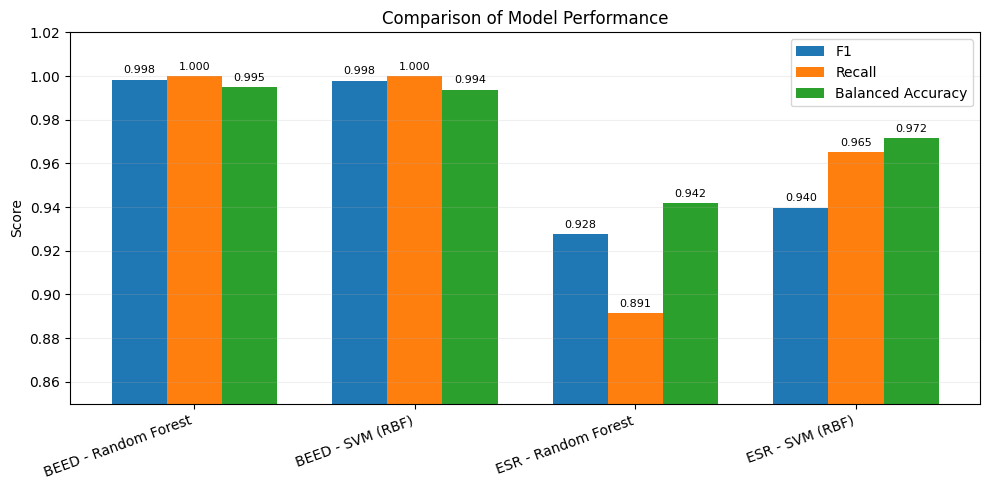 Comparison of Model Performance
1.02
1.00
0.98
0.96
0.94
0.92
0.90
0.88
0.86
Score
F1
Recall
Balanced Accuracy
0.998 1.000 0.995
0.998 1.000 0.994
0.928 0.891 0.942
0.940 0.965 0.972
BEED - Random Forest
BEED - SVM (RBF)
ESR - Random Forest
ESR - SVM (RBF)